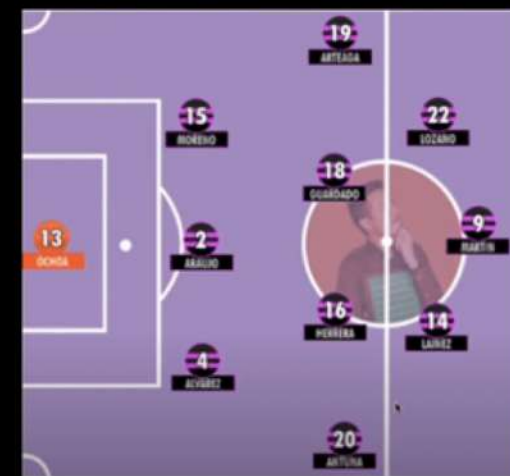 19
ARTEAGA
15
MORENO
22
LOZANO
18
GUARDADO
13
OCHOA
2
ARAUJO
9
MARTÍN
16
HERRERA
14
LAINEZ
4
ALVAREZ
20
ANTUNA